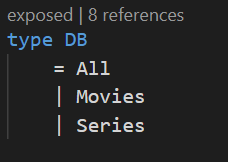 exposed | 8 references
type DB
    = All
    | Movies
    | Series